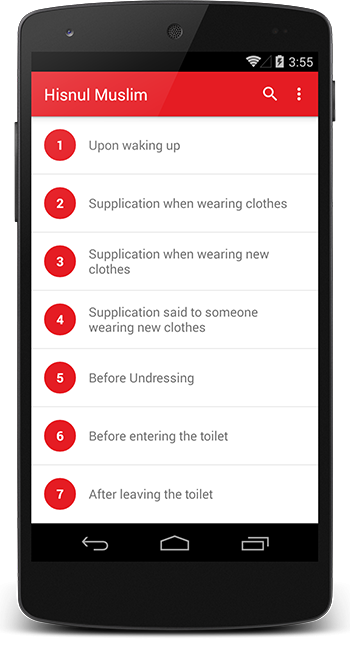 3:55
Hisnul Muslim
1 Upon waking up
2 Supplication when wearing clothes
3 Supplication when wearing new
clothes
4 Supplication said to someone
wearing new clothes
5 Before Undressing
6 Before entering the toilet
7 After leaving the toilet